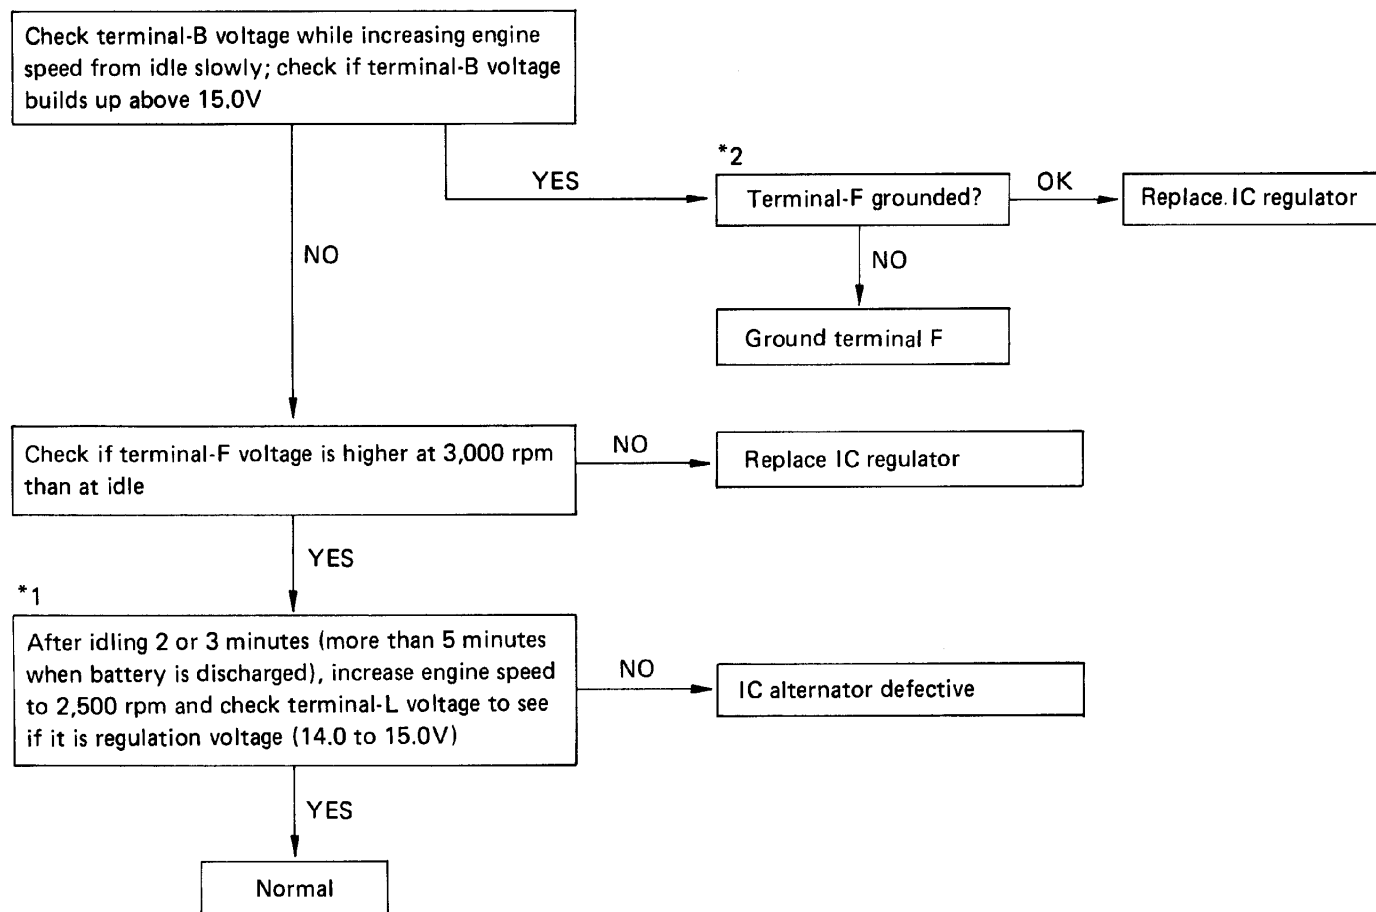 Check terminal-B voltage while increasing engine
speed from idle slowly; check if terminal-B voltage
builds up above 15.0V
*2
YES
Terminal-F grounded?
OK
Replace.IC regulator
NO
NO
Ground terminal F
Check if terminal-F voltage is higher at 3,000 rpm
than at idle
NO
Replace IC regulator
YES
*1
After idling 2 or 3 minutes (more than 5 minutes
when battery is discharged), increase engine speed
to 2,500 rpm and check terminal-L voltage to see
if it is regulation voltage (14.0 to 15.0V)
NO
IC alternator defective
YES
Normal